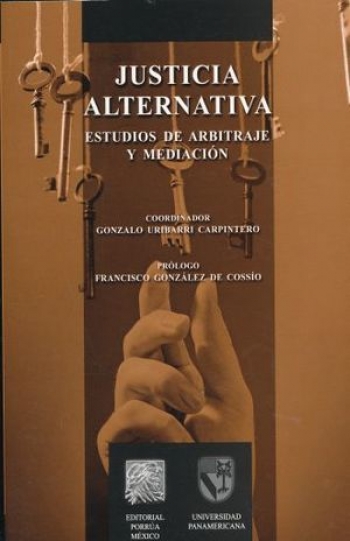 JUSTICIA
ALTERNATIVA
ESTUDIOS DE ARBITRAJE
Y MEDIACIÓN
COORDINADOR
GONZALO URIBARRI CARPINTERO
PRÓLOGO
FRANCISCO GONZÁLEZ DE COSSÍO
EDITORIAL
PORRÚA
MÉXICO
UNIVERSIDAD
PANAMERICANA